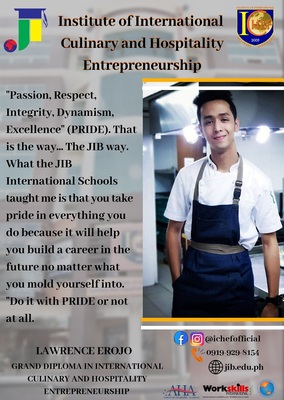 Institute of International
Culinary and Hospitality
Entrepreneurship
"Passion, Respect,
Integrity, Dynamism,
Excellence" (PRIDE). That
is the way... The JIB way.
What the JIB
International Schools
taught me is that you take
pride in everything you
do because it will help
you build a career in the
future no matter what
you mold yourself into.
"Do it with PRIDE or not
at all.
LAWRENCE EROJO
GRAND DIPLOMA IN INTERNATIONAL
CULINARY AND HOSPITALITY
ENTREPRENEURSHIP
@ichefofficial
0919-929-8154
jib.edu.ph
AHA
Workskills